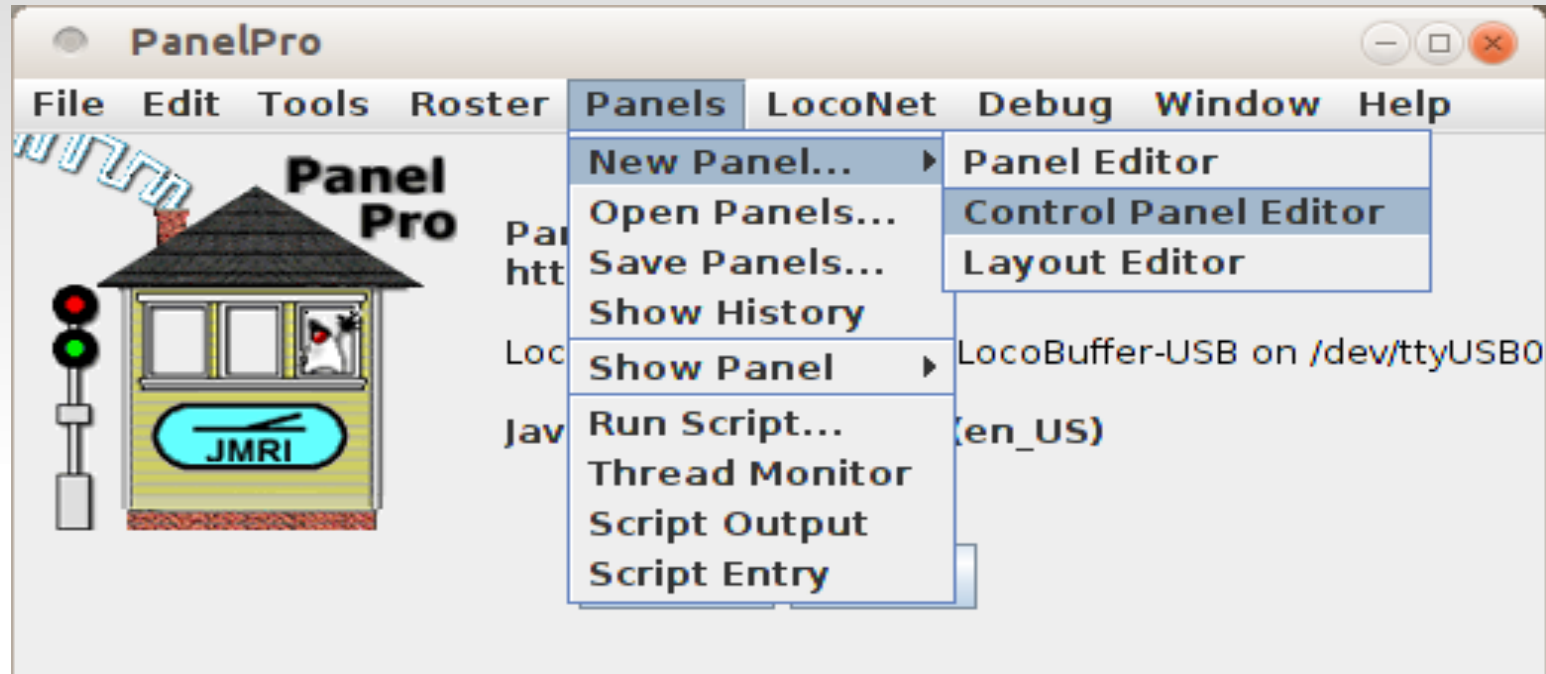 PanelPro
File Edit Tools Roster Panels LocoNet Debug Window Help
Panel
Pro
JMRI
New Panel...
Open Panels...
Save Panels...
Show History
Show Panel
Run Script...
Thread Monitor
Script Output
Script Entry
Panel Editor
Control Panel Editor
Layout Editor
LocoBuffer-USB on /dev/ttyUSB0
(en_US)